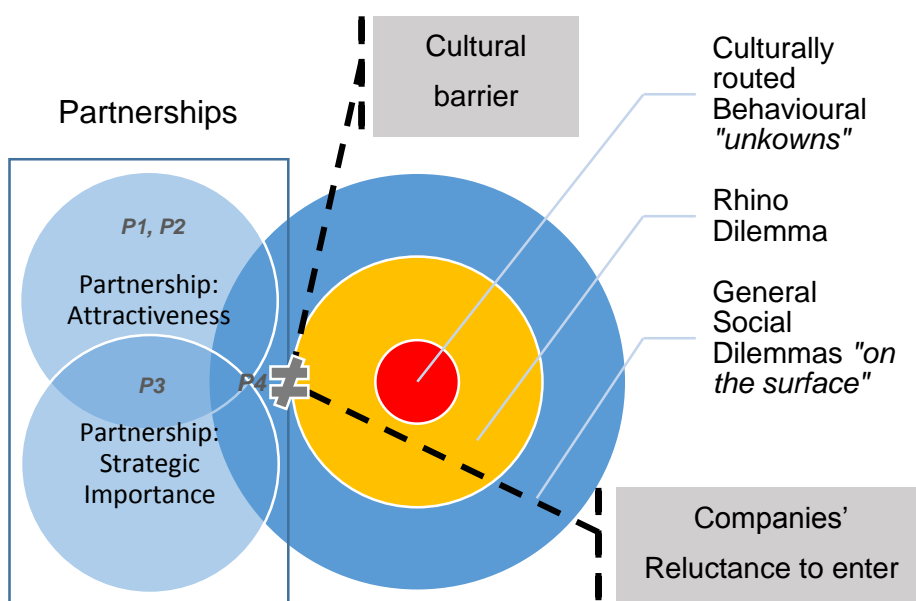 Cultural
barrier
Partnerships
P1, P2
Partnership:
Attractiveness
P3
P4
≠
Partnership:
Strategic
Importance
Culturally
routed
Behavioural
"unkowns"
Rhino
Dilemma
General
Social
Dilemmas "on
the surface"
Companies’
Reluctance to enter